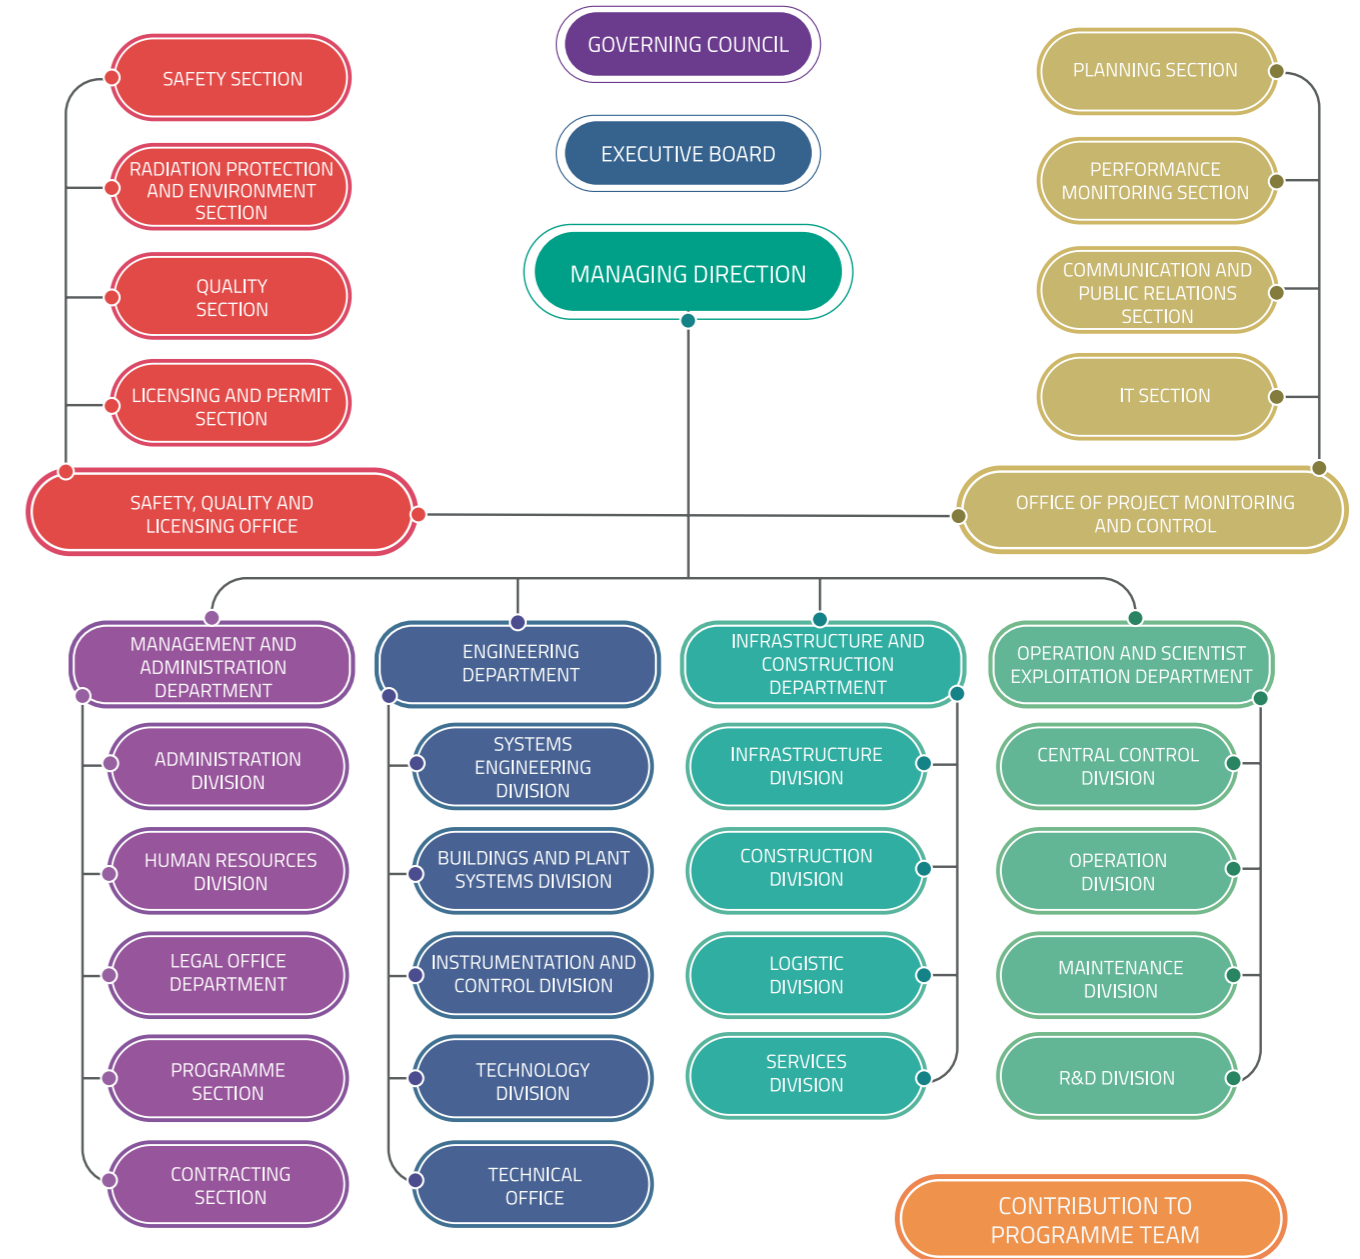 GOVERNING COUNCIL
EXECUTIVE BOARD
MANAGING DIRECTION
SAFETY SECTION
RADIATION PROTECTION
AND ENVIRONMENT
SECTION
QUALITY
SECTION
LICENSING AND PERMIT
SECTION
SAFETY, QUALITY AND
LICENSING OFFICE
PLANNING SECTION
PERFORMANCE
MONITORING SECTION
COMMUNICATION AND
PUBLIC RELATIONS
SECTION
IT SECTION
OFFICE OF PROJECT MONITORING
AND CONTROL
MANAGEMENT AND
ADMINISTRATION
DEPARTMENT
ADMINISTRATION
DIVISION
HUMAN RESOURCES
DIVISION
LEGAL OFFICE
DEPARTMENT
PROGRAMME
SECTION
CONTRACTING
SECTION
ENGINEERING
DEPARTMENT
SYSTEMS
ENGINEERING
DIVISION
BUILDINGS AND PLANT
SYSTEMS DIVISION
INSTRUMENTATION AND
CONTROL DIVISION
TECHNOLOGY
DIVISION
TECHNICAL
OFFICE
INFRASTRUCTURE AND
CONSTRUCTION
DEPARTMENT
INFRASTRUCTURE
DIVISION
CONSTRUCTION
DIVISION
LOGISTIC
DIVISION
SERVICES
DIVISION
OPERATION AND SCIENTIST
EXPLOITATION DEPARTMENT
CENTRAL CONTROL
DIVISION
OPERATION
DIVISION
MAINTENANCE
DIVISION
R&D DIVISION
CONTRIBUTION TO
PROGRAMME TEAM